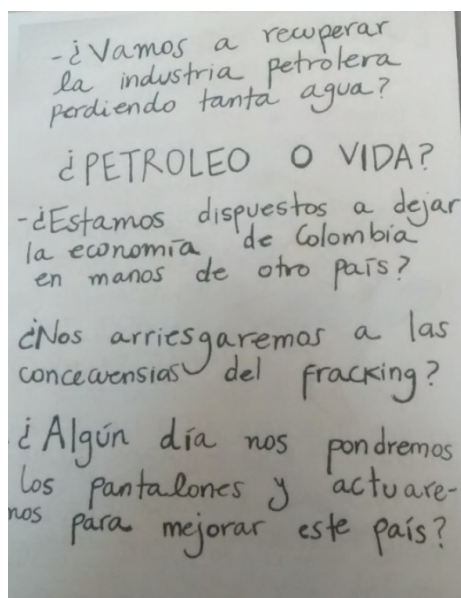 -¿Vamos a recuperar
la industria petrolera
perdiendo tanta agua?
¿PETROLEO O VIDA?
-¿Estamos dispuestos a dejar
la economía de Colombia
en manos de otro país?
¿Nos arriesgaremos a las
concecuensias del fracking?
¿Algún día nos pondremos
los pantalones y actuare-
mos para mejorar este país?